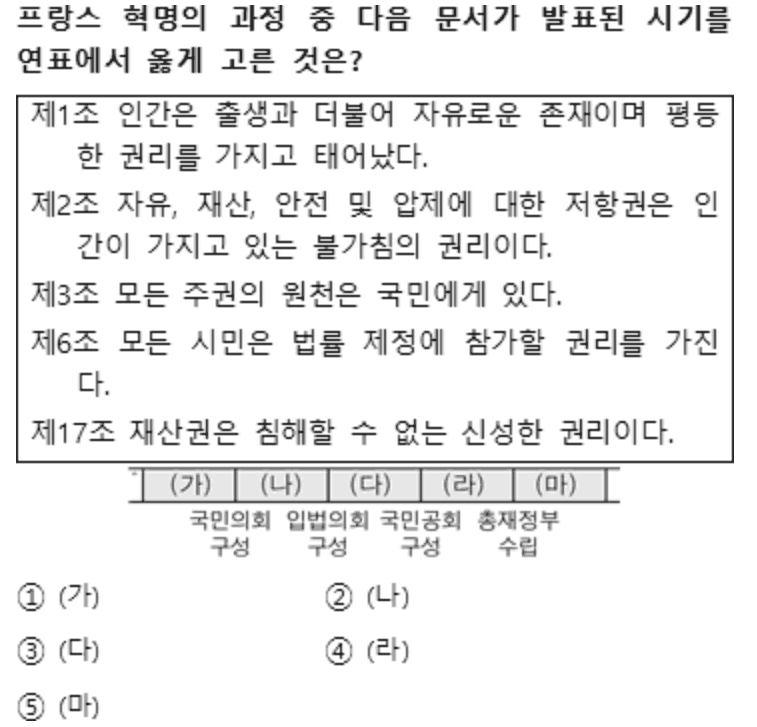 프랑스 혁명의 과정 중 다음 문서가 발표된 시기를
연표에서 옳게 고른 것은?
제1조 인간은 출생과 더불어 자유로운 존재이며 평등
한 권리를 가지고 태어났다.
제2조 자유, 재산, 안전 및 압제에 대한 저항권은 인
간이 가지고 있는 불가침의 권리이다.
제3조 모든 주권의 원천은 국민에게 있다.
제6조 모든 시민은 법률 제정에 참가할 권리를 가진
다.
제17조 재산권은 침해할 수 없는 신성한 권리이다.
(가) (나) (다) (라) (마)
국민의회 입법의회 국민공회 총재정부
구성 구성 구성 수립
① (가) ② (나)
③ (다) ④ (라)
⑤ (마)